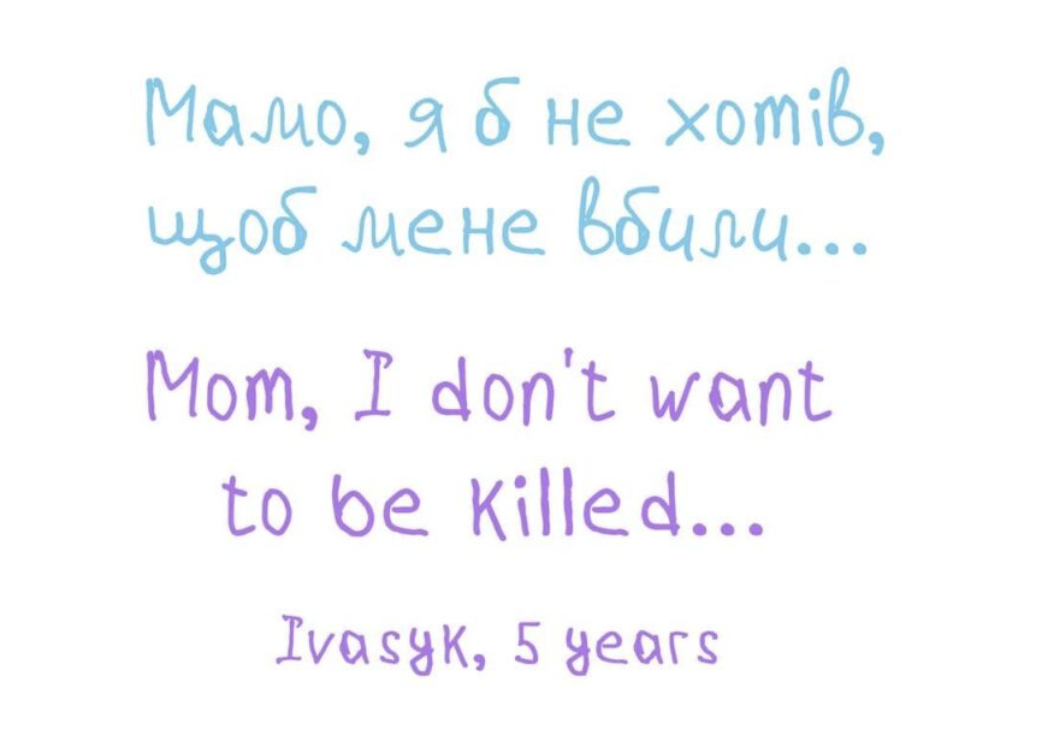 Мамо, я б не хотів,
щоб мене вбили...
Mom, I don't want
to be killed...
Ivasyk, 5 years